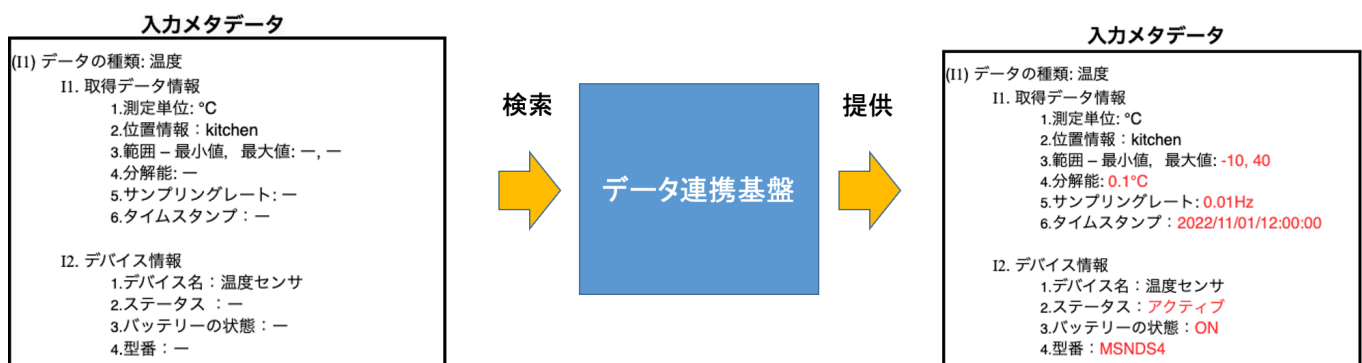 入力メタデータ
(I1) データの種類: 温度
I1. 取得データ情報
1.測定単位: °C
2.位置情報：kitchen
3.範囲 – 最小値，最大値: ー, ー
4.分解能: ー
5.サンプリングレート: ー
6.タイムスタンプ：ー
I2. デバイス情報
1.デバイス名：温度センサ
2.ステータス ：ー
3.バッテリーの状態：ー
4.型番：ー
検索
データ連携基盤
提供
入力メタデータ
(I1) データの種類: 温度
I1. 取得データ情報
1.測定単位: °C
2.位置情報：kitchen
3.範囲 – 最小値，最大値: -10, 40
4.分解能: 0.1°C
5.サンプリングレート: 0.01Hz
6.タイムスタンプ：2022/11/01/12:00:00
I2. デバイス情報
1.デバイス名：温度センサ
2.ステータス：アクティブ
3.バッテリーの状態：ON
4.型番：MSNDS4